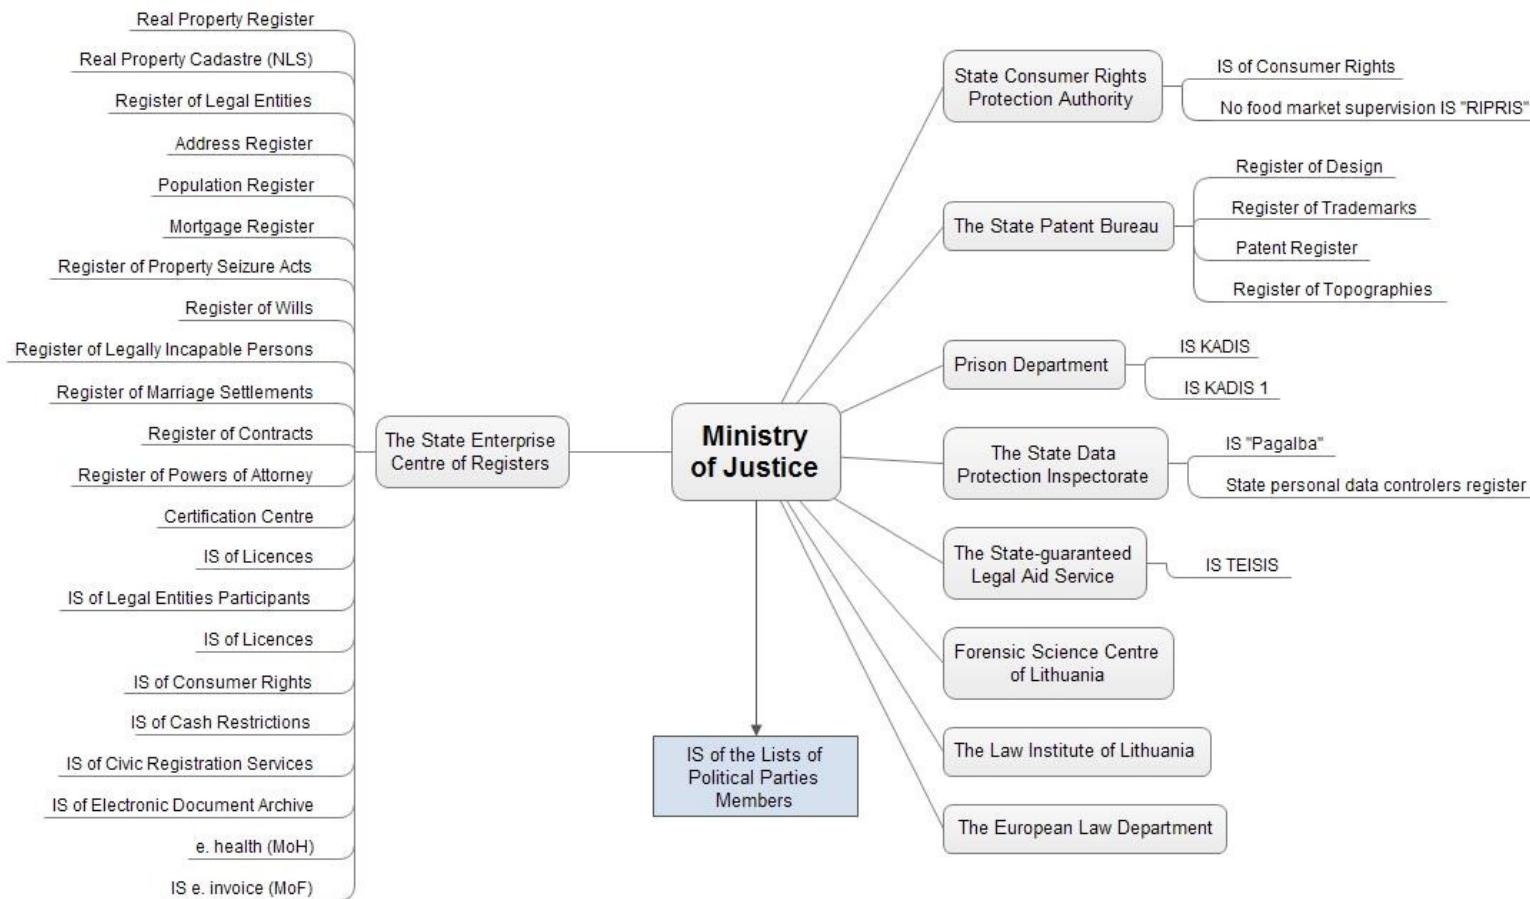 Real Property Register
Real Property Cadastre (NLS)
Register of Legal Entities
Address Register
Population Register
Mortgage Register
Register of Property Seizure Acts
Register of Wills
Register of Legally Incapable Persons
Register of Marriage Settlements
Register of Contracts
Register of Powers of Attorney
Certification Centre
IS of Licences
IS of Legal Entities Participants
IS of Licences
IS of Consumer Rights
IS of Cash Restrictions
IS of Civic Registration Services
IS of Electronic Document Archive
e. health (MoH)
IS e. invoice (MoF)
The State Enterprise
Centre of Registers
Ministry
of Justice
IS of the Lists of
Political Parties
Members
State Consumer Rights
Protection Authority
IS of Consumer Rights
No food market supervision IS "RIPRIS"
The State Patent Bureau
Register of Design
Register of Trademarks
Patent Register
Register of Topographies
Prison Department
IS KADIS
IS KADIS 1
The State Data
Protection Inspectorate
IS "Pagalba"
State personal data controlers register
The State-guaranteed
Legal Aid Service
IS TEISIS
Forensic Science Centre
of Lithuania
The Law Institute of Lithuania
The European Law Department